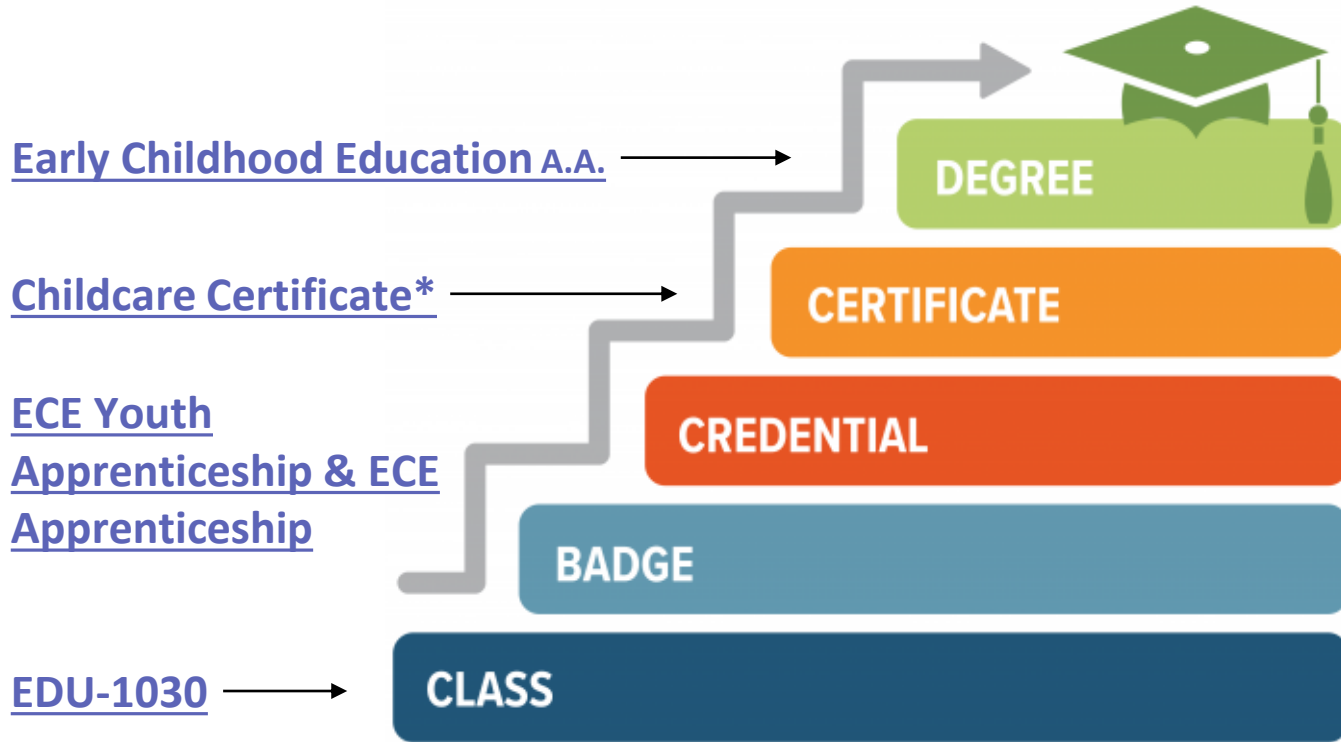 Early Childhood Education A.A.
DEGREE
Childcare Certificate*
CERTIFICATE
ECE Youth
Apprenticeship & ECE
Apprenticeship
CREDENTIAL
BADGE
EDU-1030
CLASS